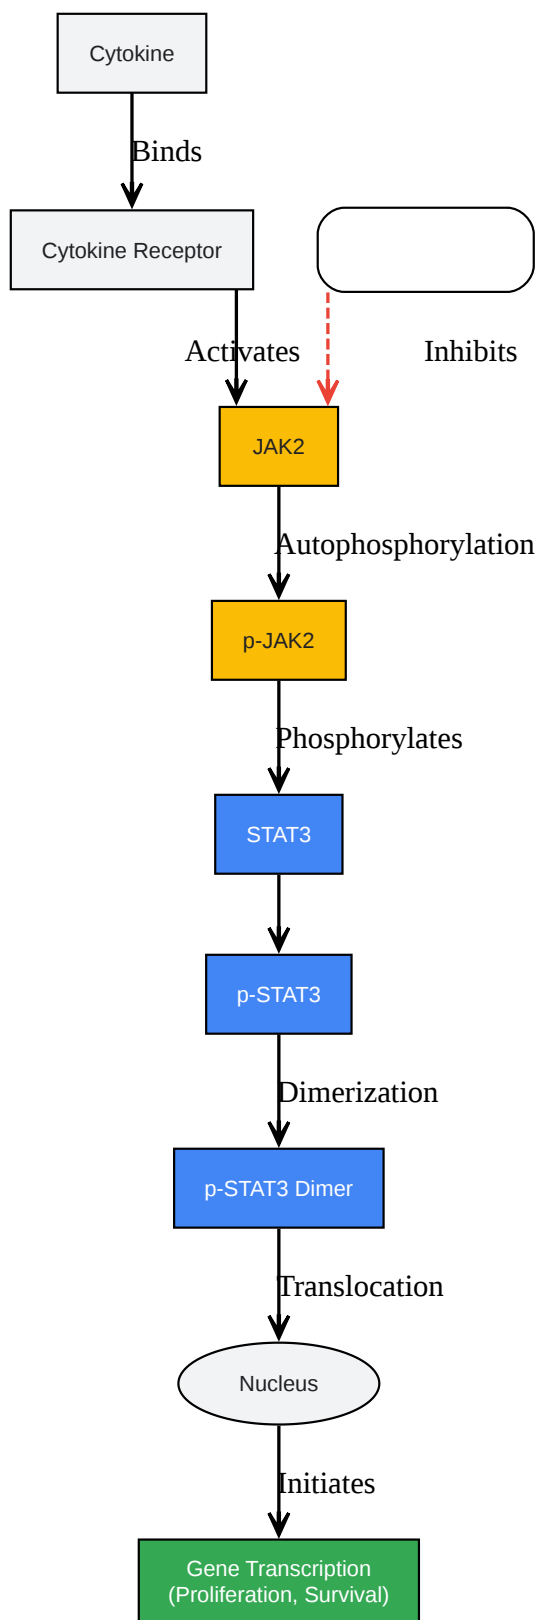 Cytokine
Binds
Cytokine Receptor
Activates
Inhibits
JAK2
Autophosphorylation
p-JAK2
Phosphorylates
STAT3
p-STAT3
Dimerization
p-STAT3 Dimer
Translocation
Nucleus
Initiates
Gene Transcription
(Proliferation, Survival)